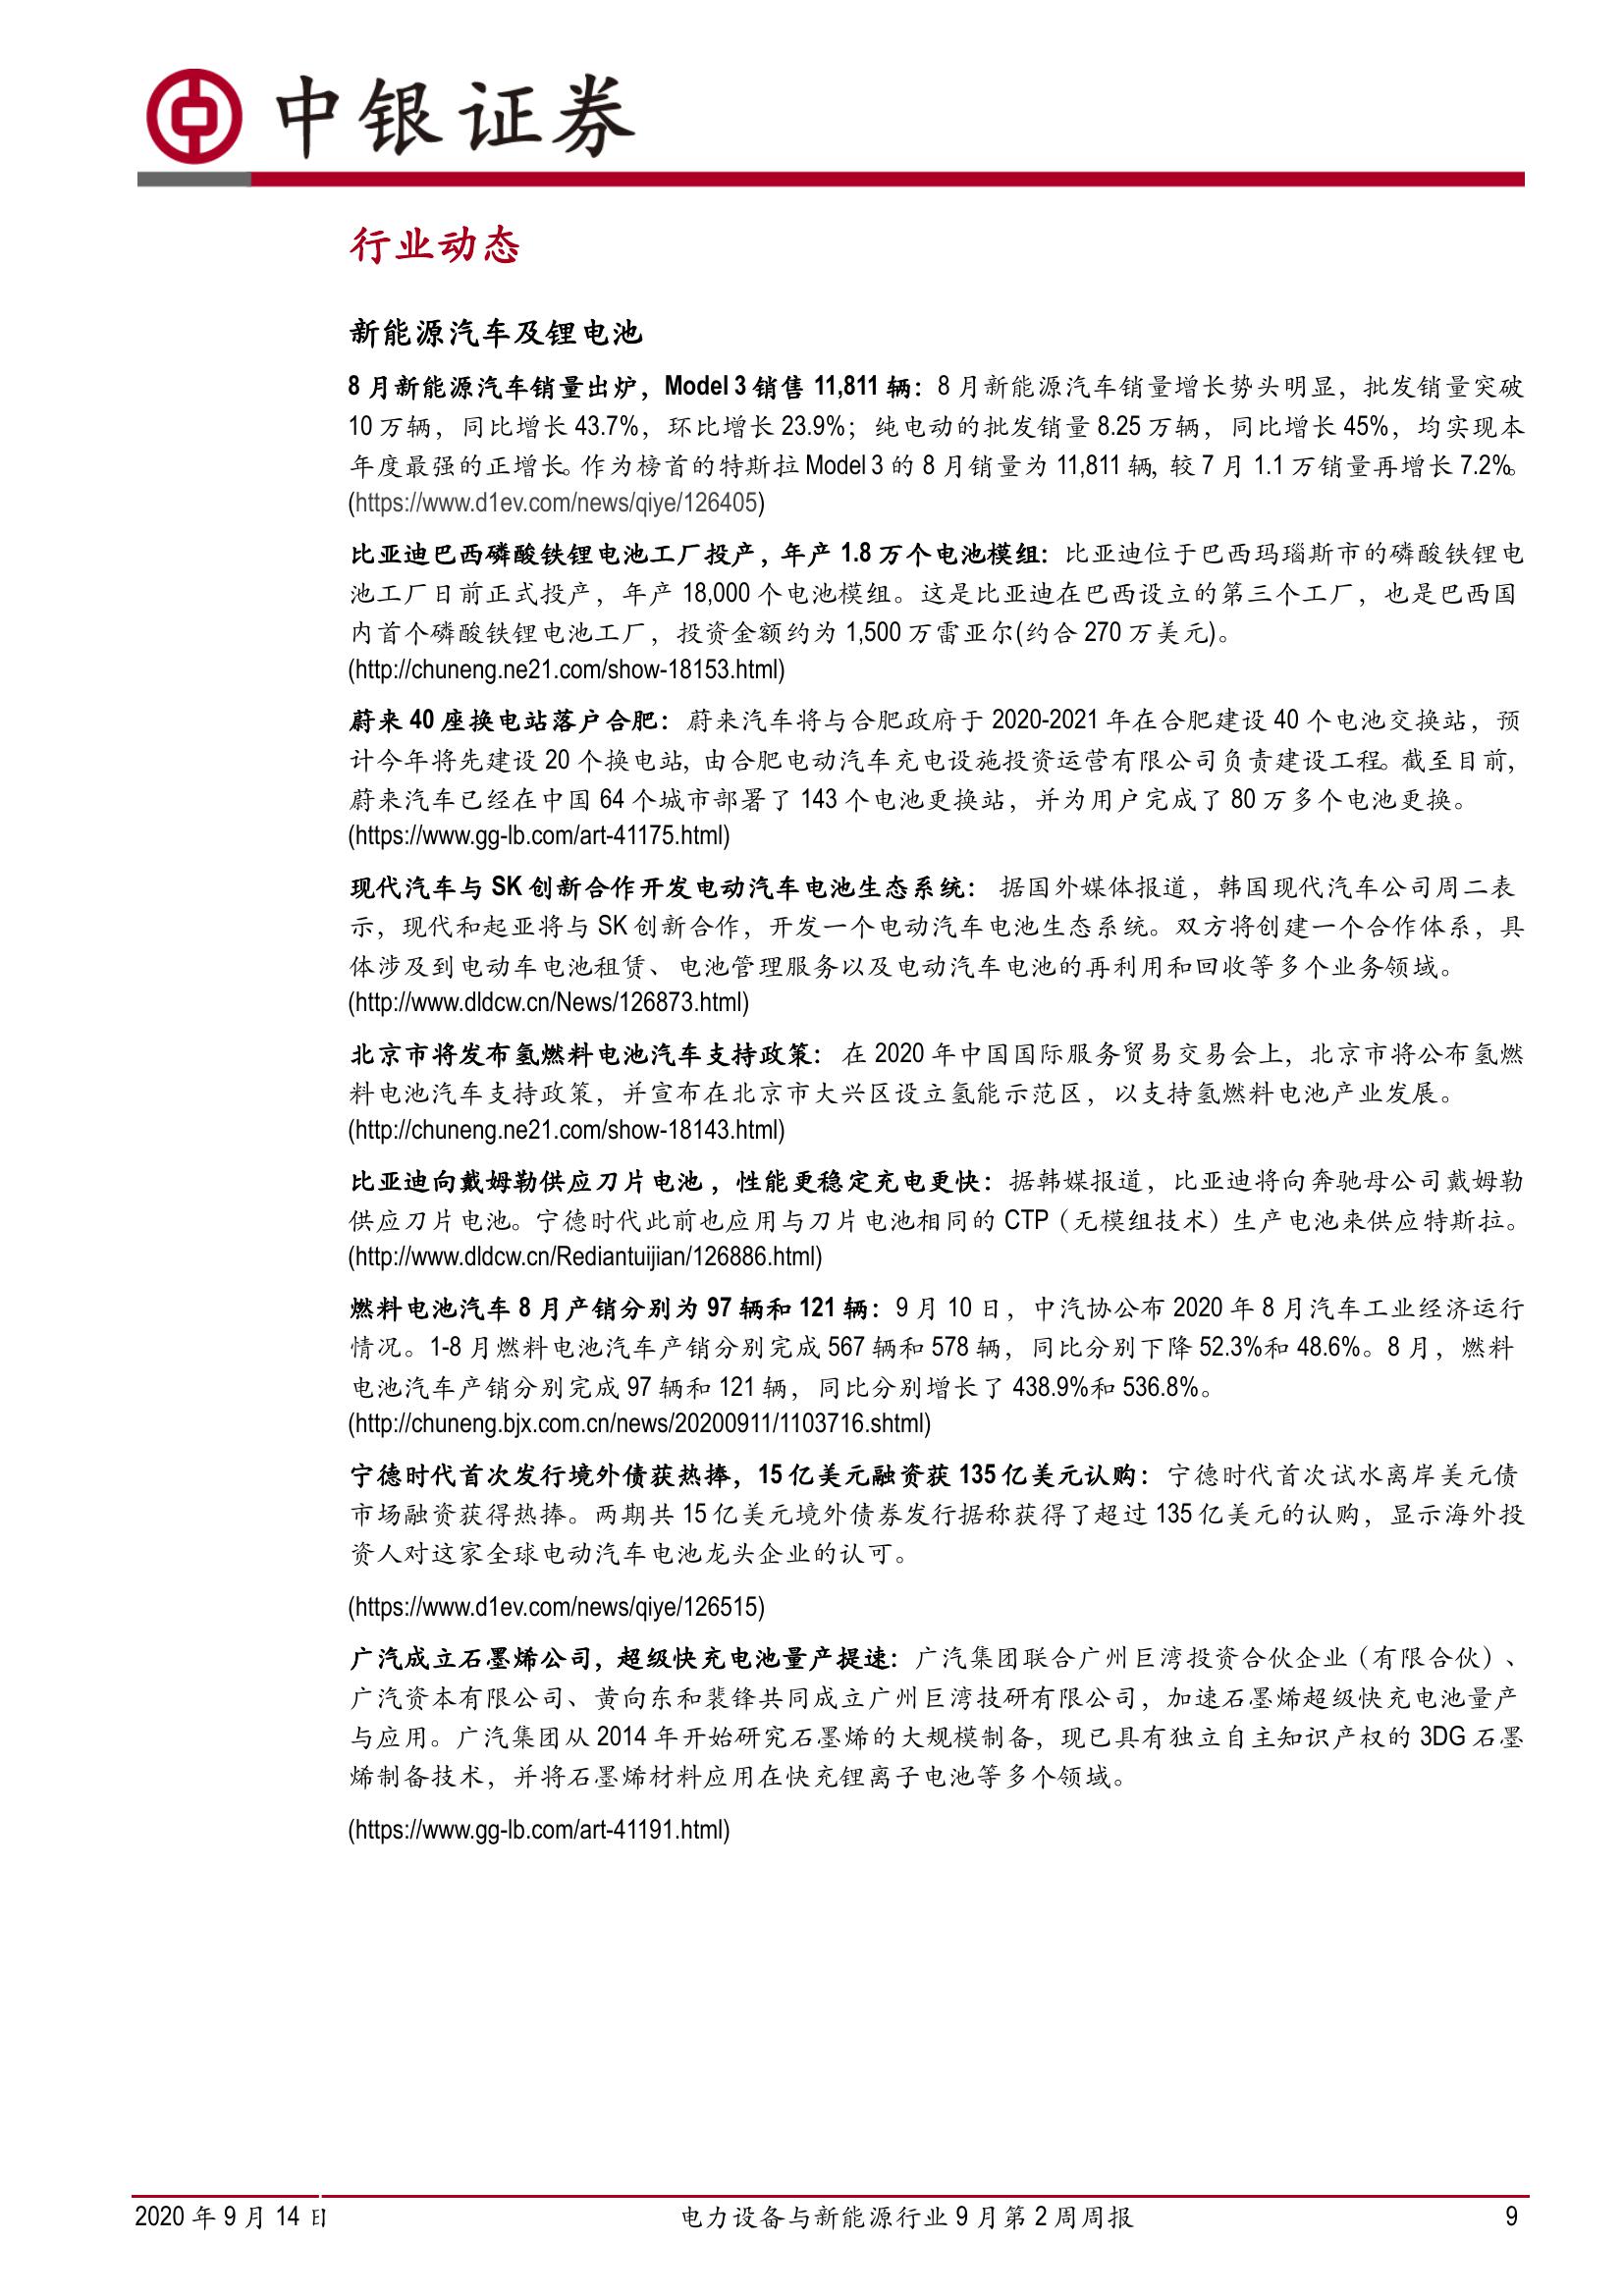 中银证券
行业动态
新能源汽车及锂电池
8 月新能源汽车销量出炉，Model 3 销售 11,811 辆：8 月新能源汽车销量增长势头明显，批发销量突破
10 万辆，同比增长 43.7%，环比增长 23.9%；纯电动的批发销量 8.25 万辆，同比增长 45%，均实现本
年度最强的正增长。作为榜首的特斯拉 Model 3 的 8 月销量为 11,811 辆，较 7 月 1.1 万销量再增长 7.2%。
(https://www.d1ev.com/news/qiye/126405)
比亚迪巴西磷酸铁锂电池工厂投产，年产 1.8 万个电池模组：比亚迪位于巴西玛瑙斯市的磷酸铁锂电
池工厂日前正式投产，年产 18,000 个电池模组。这是比亚迪在巴西设立的第三个工厂，也是巴西国
内首个磷酸铁锂电池工厂，投资金额约为 1,500 万雷亚尔(约合 270 万美元)。
(http://chuneng.ne21.com/show-18153.html)
蔚来 40 座换电站落户合肥：蔚来汽车将与合肥政府于 2020-2021 年在合肥建设 40 个电池交换站，预
计今年将先建设 20 个换电站，由合肥电动汽车充电设施投资运营有限公司负责建设工程。截至目前，
蔚来汽车已经在中国 64 个城市部署了 143 个电池更换站，并为用户完成了 80 万多个电池更换。
(https://www.gg-lb.com/art-41175.html)
现代汽车与 SK 创新合作开发电动汽车电池生态系统： 据国外媒体报道，韩国现代汽车公司周二表
示，现代和起亚将与 SK 创新合作，开发一个电动汽车电池生态系统。双方将创建一个合作体系，具
体涉及到电动车电池租赁、电池管理服务以及电动汽车电池的再利用和回收等多个业务领域。
(http://www.dldcw.cn/News/126873.html)
北京市将发布氢燃料电池汽车支持政策：在 2020 年中国国际服务贸易交易会上，北京市将公布氢燃
料电池汽车支持政策，并宣布在北京市大兴区设立氢能示范区，以支持氢燃料电池产业发展。
(http://chuneng.ne21.com/show-18143.html)
比亚迪向戴姆勒供应刀片电池，性能更稳定充电更快：据韩媒报道，比亚迪将向奔驰母公司戴姆勒
供应刀片电池。宁德时代此前也应用与刀片电池相同的 CTP（无模组技术）生产电池来供应特斯拉。
(http://www.dldcw.cn/Rediantuijian/126886.html)
燃料电池汽车 8 月产销分别为 97 辆和 121 辆：9 月 10 日，中汽协公布 2020 年 8 月汽车工业经济运行
情况。1-8 月燃料电池汽车产销分别完成 567 辆和 578 辆，同比分别下降 52.3%和 48.6%。8 月，燃料
电池汽车产销分别完成 97 辆和 121 辆，同比分别增长了 438.9%和 536.8%。
(http://chuneng.bjx.com.cn/news/20200911/1103716.shtml)
宁德时代首次发行境外债获热捧，15 亿美元融资获 135 亿美元认购：宁德时代首次试水离岸美元债
市场融资获得热捧。两期共 15 亿美元境外债券发行据称获得了超过 135 亿美元的认购，显示海外投
资人对这家全球电动汽车电池龙头企业的认可。
(https://www.d1ev.com/news/qiye/126515)
广汽成立石墨烯公司，超级快充电池量产提速：广汽集团联合广州巨湾投资合伙企业（有限合伙）、
广汽资本有限公司、黄向东和裴锋共同成立广州巨湾技研有限公司，加速石墨烯超级快充电池量产
与应用。广汽集团从 2014 年开始研究石墨烯的大规模制备，现已具有独立自主知识产权的 3DG 石墨
烯制备技术，并将石墨烯材料应用在快充锂离子电池等多个领域。
(https://www.gg-lb.com/art-41191.html)
2020 年 9 月 14 日 电力设备与新能源行业 9 月第 2 周周报 9